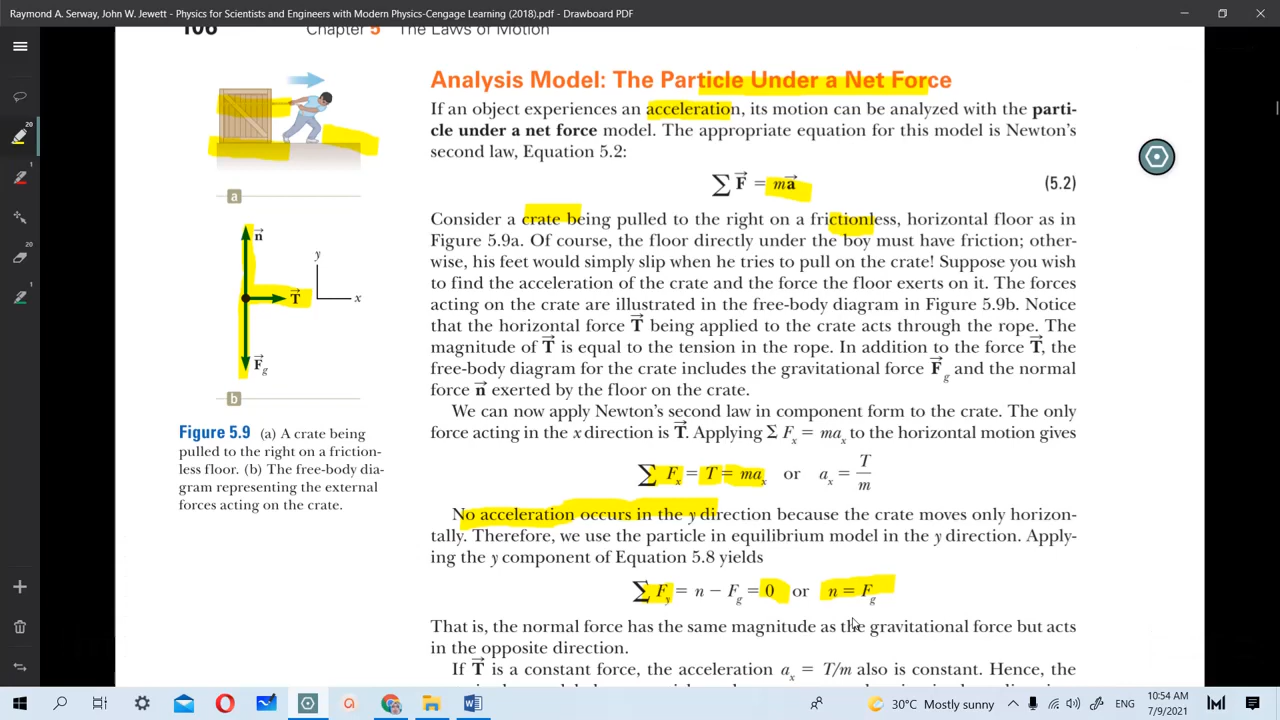 Raymond A. Serway, John W. Jewett - Physics for Scientists and Engineers with Modern Physics-Cengage Learning (2018).pdf - Drawboard PDF
106 Chapter 5 The Laws of Motion
Analysis Model: The Particle Under a Net Force
If an object experiences an acceleration, its motion can be analyzed with the parti-
cle under a net force model. The appropriate equation for this model is Newton's
second law, Equation 5.2:
∑ F⃗ = ma⃗ (5.2)
Consider a crate being pulled to the right on a frictionless, horizontal floor as in
Figure 5.9a. Of course, the floor directly under the boy must have friction; other-
wise, his feet would simply slip when he tries to pull on the crate! Suppose you wish
to find the acceleration of the crate and the force the floor exerts on it. The forces
acting on the crate are illustrated in the free-body diagram in Figure 5.9b. Notice
that the horizontal force T⃗ being applied to the crate acts through the rope. The
magnitude of T⃗ is equal to the tension in the rope. In addition to the force T⃗, the
free-body diagram for the crate includes the gravitational force F⃗g and the normal
force n⃗ exerted by the floor on the crate.
We can now apply Newton's second law in component form to the crate. The only
force acting in the x direction is T⃗. Applying Σ Fx = max to the horizontal motion gives
∑ Fx = T = max or ax = T/m
No acceleration occurs in the y direction because the crate moves only horizon-
tally. Therefore, we use the particle in equilibrium model in the y direction. Apply-
ing the y component of Equation 5.8 yields
∑ Fy = n − Fg = 0 or n = Fg
That is, the normal force has the same magnitude as the gravitational force but acts
in the opposite direction.
If T⃗ is a constant force, the acceleration ax = T/m also is constant. Hence, the
a
n⃗
y
T⃗
x
F⃗g
b
Figure 5.9 (a) A crate being
pulled to the right on a friction-
less floor. (b) The free-body dia-
gram representing the external
forces acting on the crate.
20
1
20
1
30°C Mostly sunny
10:54 AM
7/9/2021